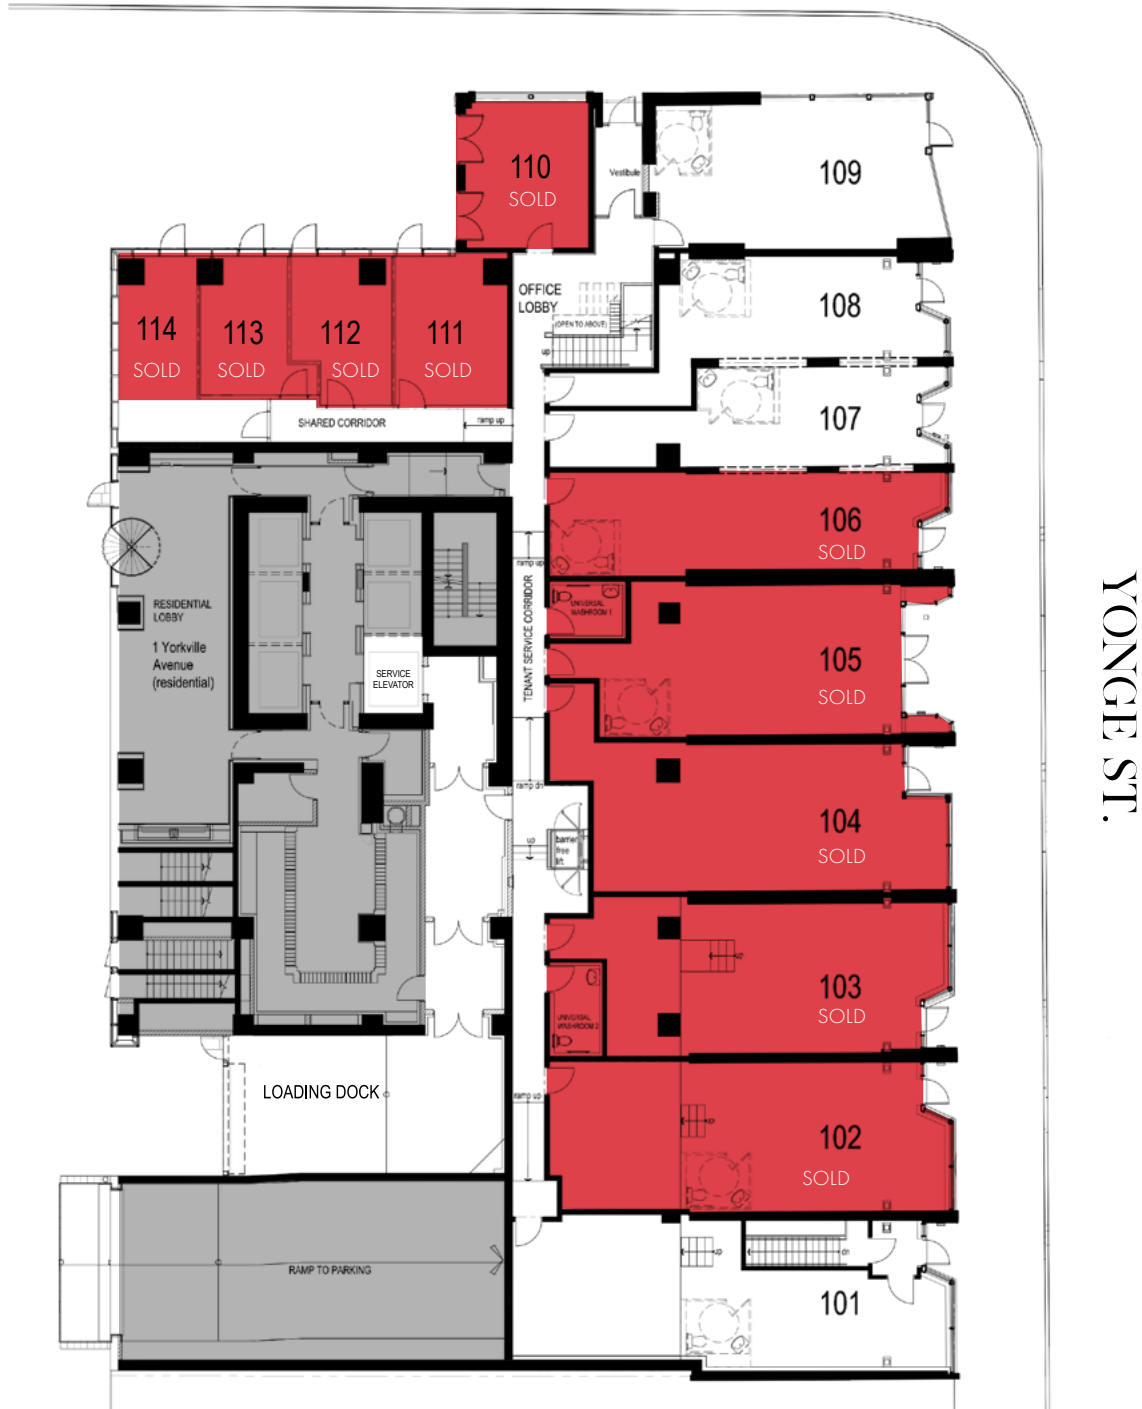 110
SOLD
Vestibule
109
OFFICE
LOBBY
(OPEN TO ABOVE)
up
108
114
SOLD
113
SOLD
112
SOLD
111
SOLD
SHARED CORRIDOR
ramp up
107
106
SOLD
ramp up
TENANT SERVICE CORRIDOR
UNIVERSAL
WASHROOM 1
RESIDENTIAL
LOBBY
1 Yorkville
Avenue
(residential)
SERVICE
ELEVATOR
105
SOLD
YONGE ST.
ramp dn
104
SOLD
up
barrier
free
lift
103
SOLD
up
UNIVERSAL
WASHROOM 2
LOADING DOCK
ramp up
102
SOLD
up
RAMP TO PARKING
up
dn
101